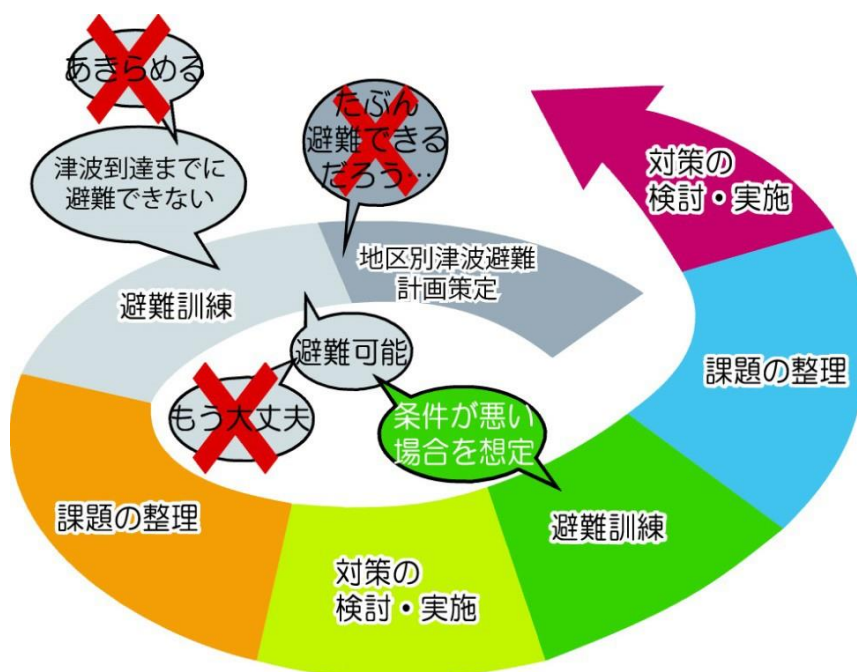 あきらめる
津波到達までに
避難できない
たぶん
避難できる
だろう…
対策の
検討・実施
地区別津波避難
計画策定
避難訓練
避難可能
もう大丈夫
条件が悪い
場合を想定
課題の整理
課題の整理
避難訓練
対策の
検討・実施